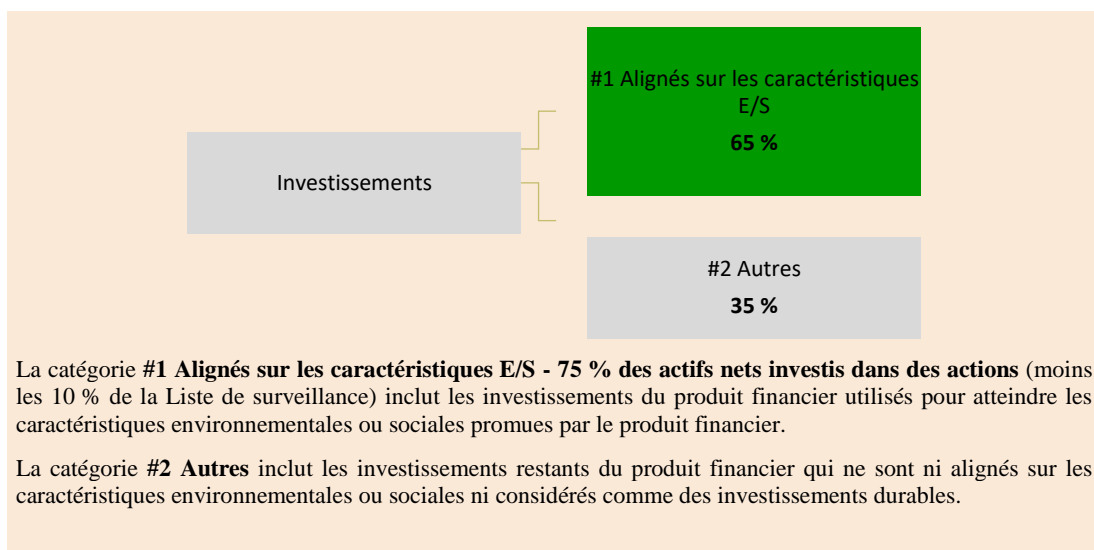 #1 Alignés sur les caractéristiques
E/S
65 %
Investissements
#2 Autres
35 %
La catégorie #1 Alignés sur les caractéristiques E/S - 75 % des actifs nets investis dans des actions (moins
les 10 % de la Liste de surveillance) inclut les investissements du produit financier utilisés pour atteindre les
caractéristiques environnementales ou sociales promues par le produit financier.
La catégorie #2 Autres inclut les investissements restants du produit financier qui ne sont ni alignés sur les
caractéristiques environnementales ou sociales ni considérés comme des investissements durables.